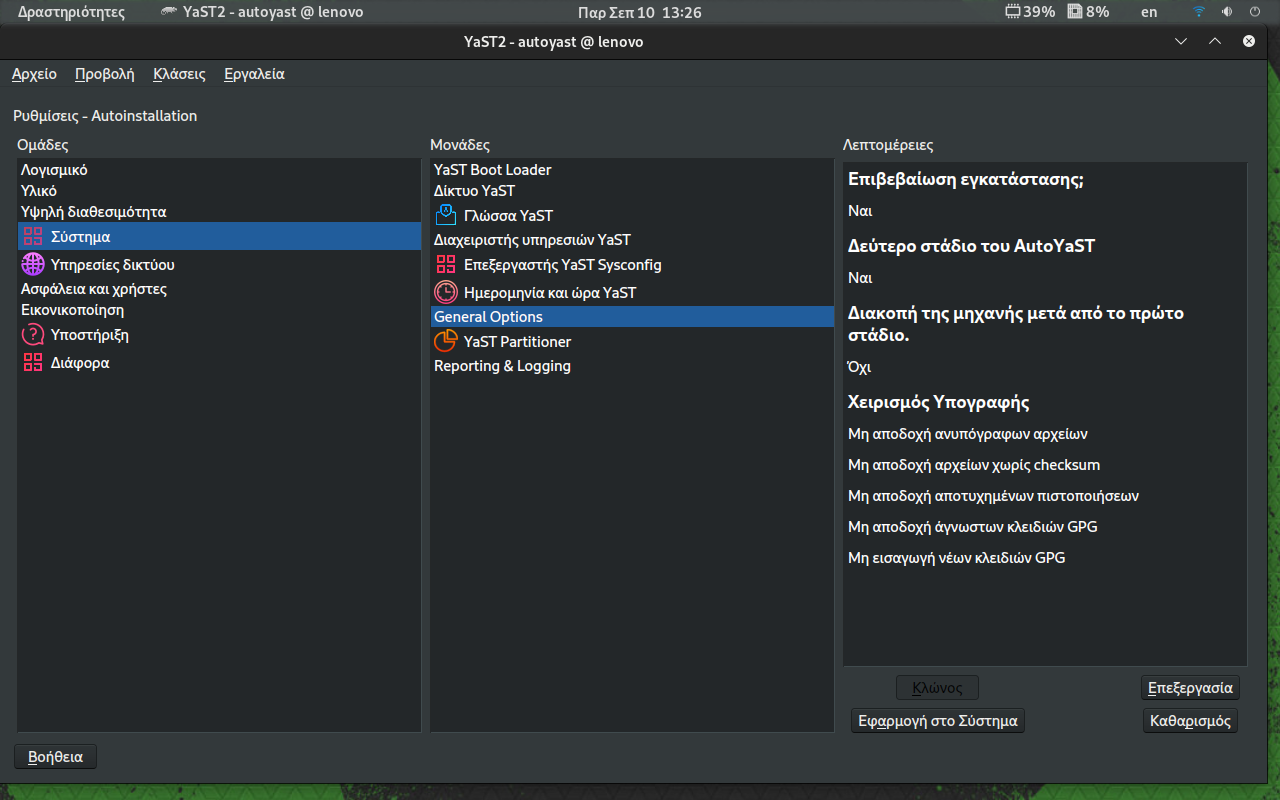 Δραστηριότητες YaST2 - autoyast @ lenovo Παρ Σεπ 10 13:26 39% 8% en
YaST2 - autoyast @ lenovo
Αρχείο Προβολή Κλάσεις Εργαλεία
Ρυθμίσεις - Autoinstallation
Ομάδες
Λογισμικό
Υλικό
Υψηλή διαθεσιμότητα
Σύστημα
Υπηρεσίες δικτύου
Ασφάλεια και χρήστες
Εικονικοποίηση
Υποστήριξη
Διάφορα
Μονάδες
YaST Boot Loader
Δίκτυο YaST
Γλώσσα YaST
Διαχειριστής υπηρεσιών YaST
Επεξεργαστής YaST Sysconfig
Ημερομηνία και ώρα YaST
General Options
YaST Partitioner
Reporting & Logging
Λεπτομέρειες
Επιβεβαίωση εγκατάστασης;
Ναι
Δεύτερο στάδιο του AutoYaST
Ναι
Διακοπή της μηχανής μετά από το πρώτο
στάδιο.
Όχι
Χειρισμός Υπογραφής
Μη αποδοχή ανυπόγραφων αρχείων
Μη αποδοχή αρχείων χωρίς checksum
Μη αποδοχή αποτυχημένων πιστοποιήσεων
Μη αποδοχή άγνωστων κλειδιών GPG
Μη εισαγωγή νέων κλειδιών GPG
Κλώνος Επεξεργασία
Εφαρμογή στο Σύστημα Καθαρισμός
Βοήθεια